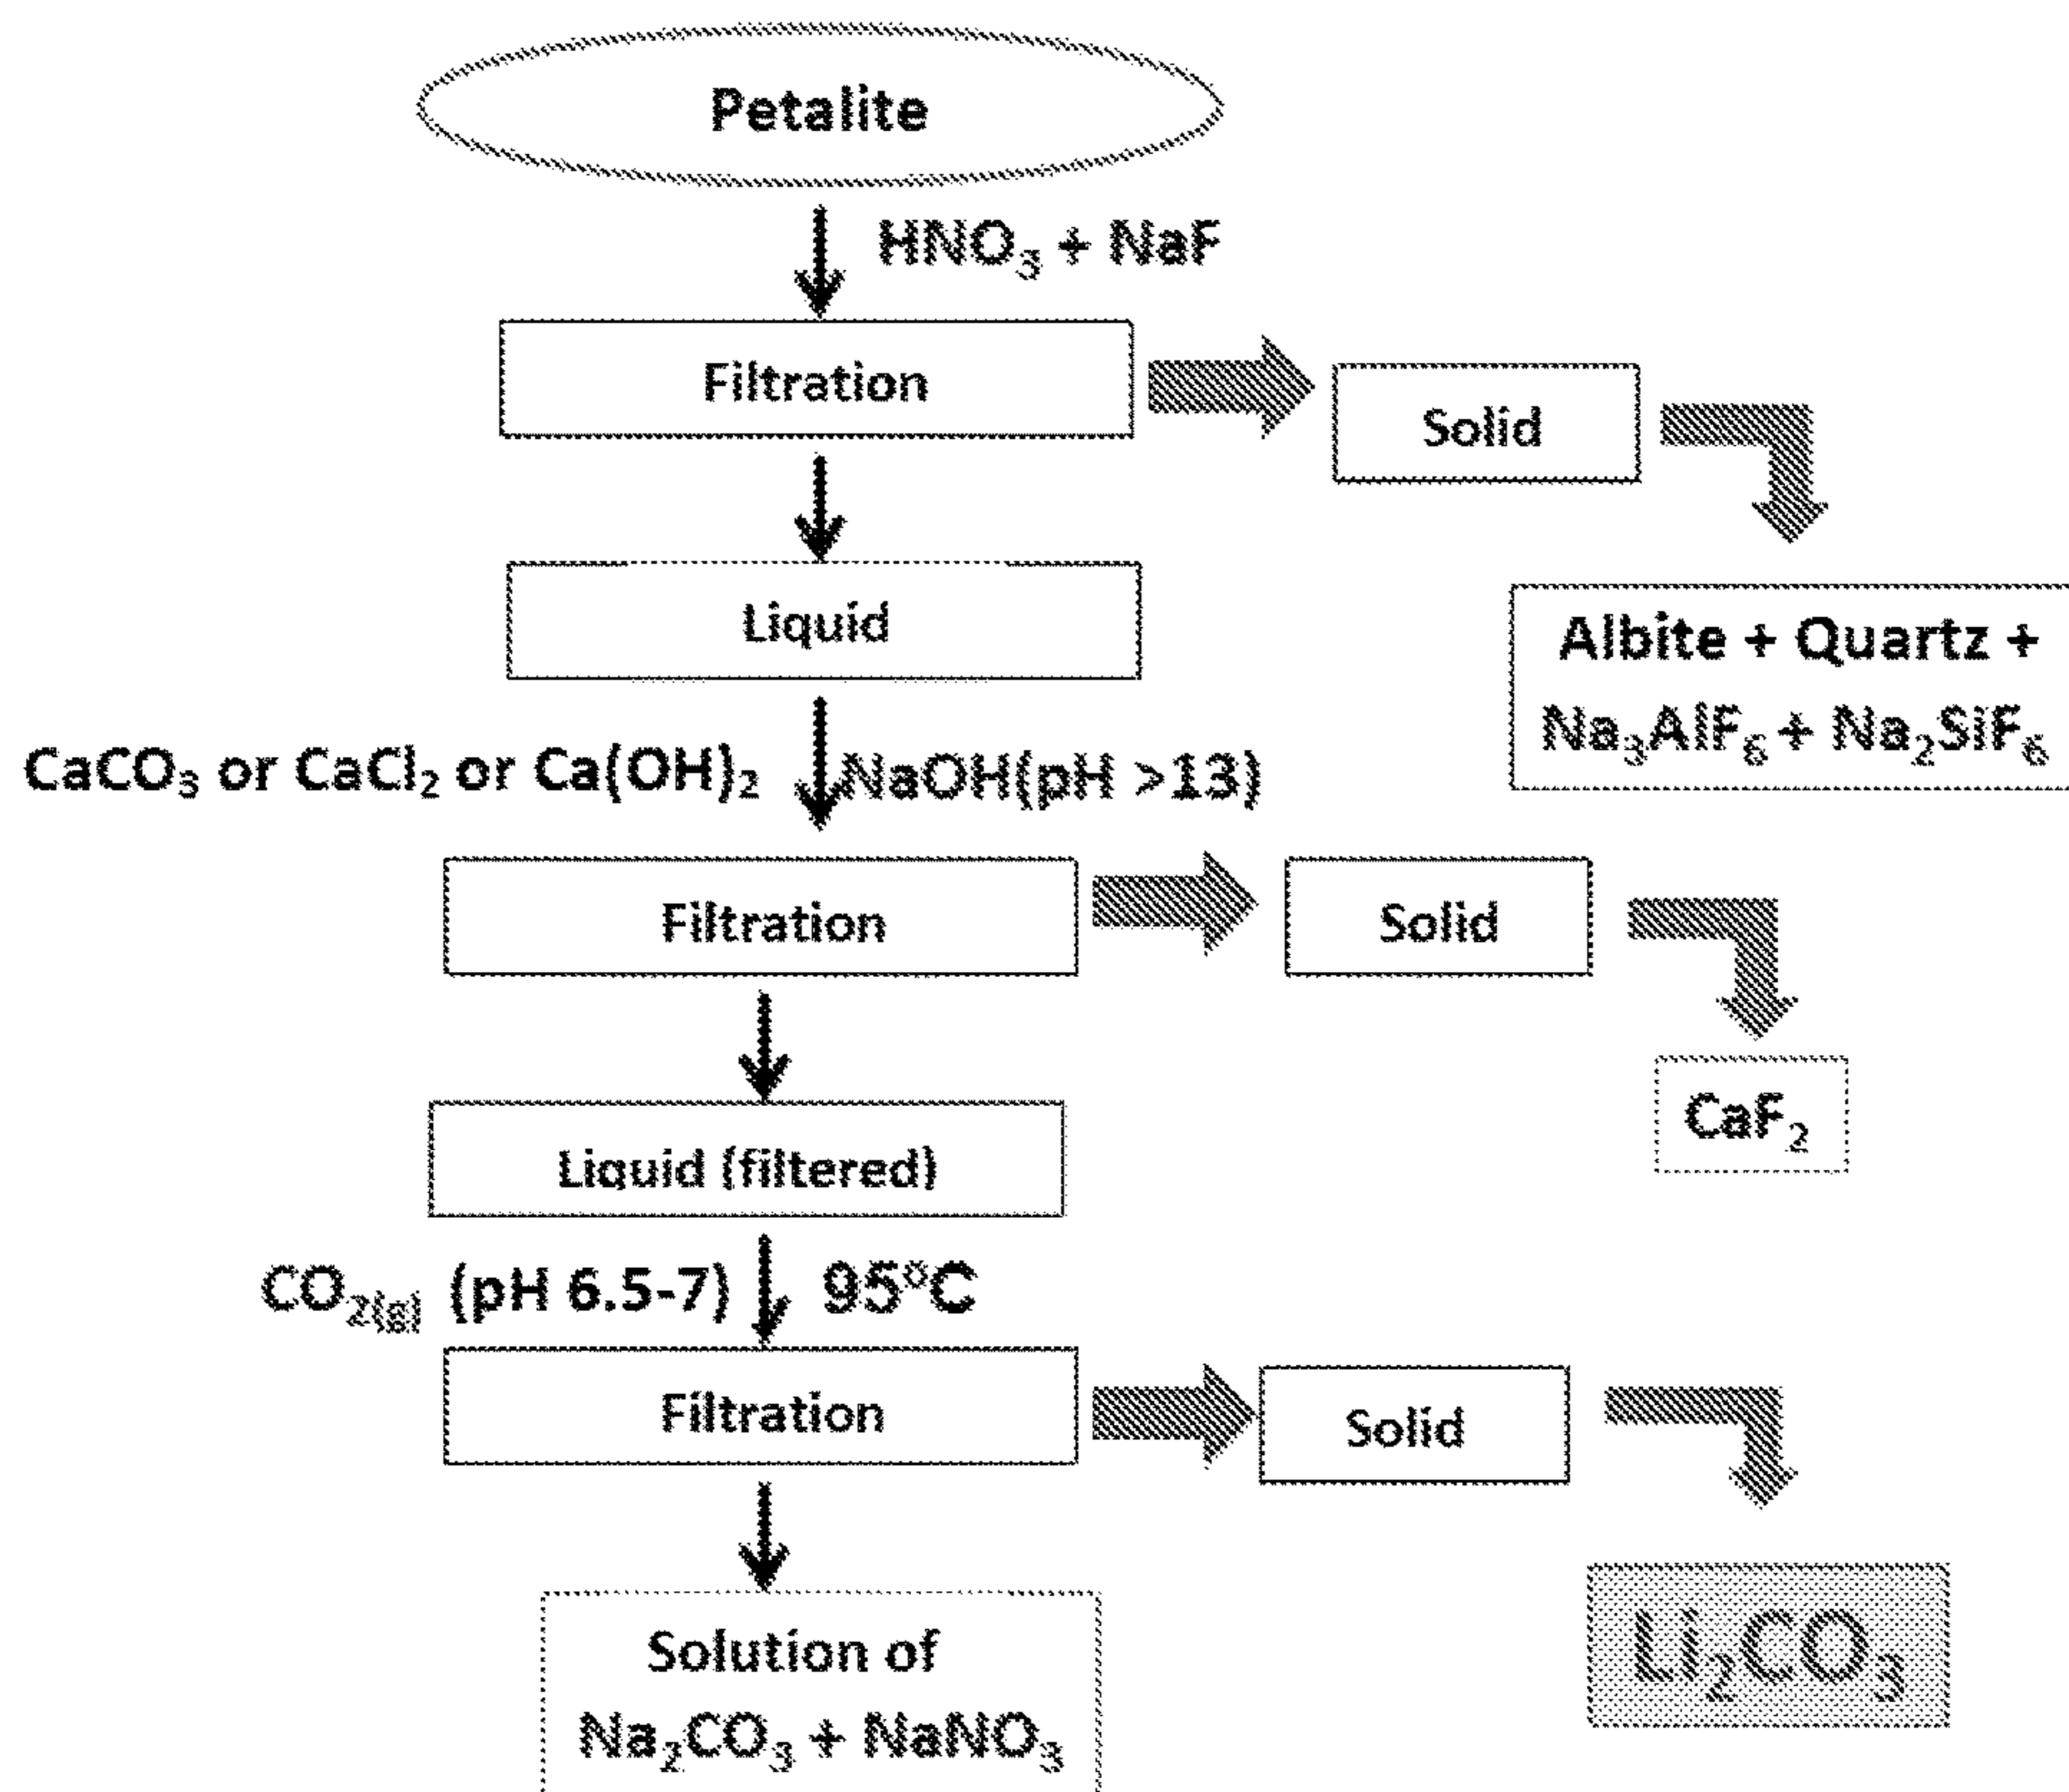 Petalite
HNO₃ + NaF
Filtration
Solid
Liquid
Albite + Quartz +
Na₃AlF₆ + Na₂SiF₆
CaCO₃ or CaCl₂ or Ca(OH)₂
NaOH(pH >13)
Filtration
Solid
CaF₂
Liquid (filtered)
CO₂(g) (pH 6.5-7)
95°C
Filtration
Solid
Li₂CO₃
Solution of
Na₂CO₃ + NaNO₃